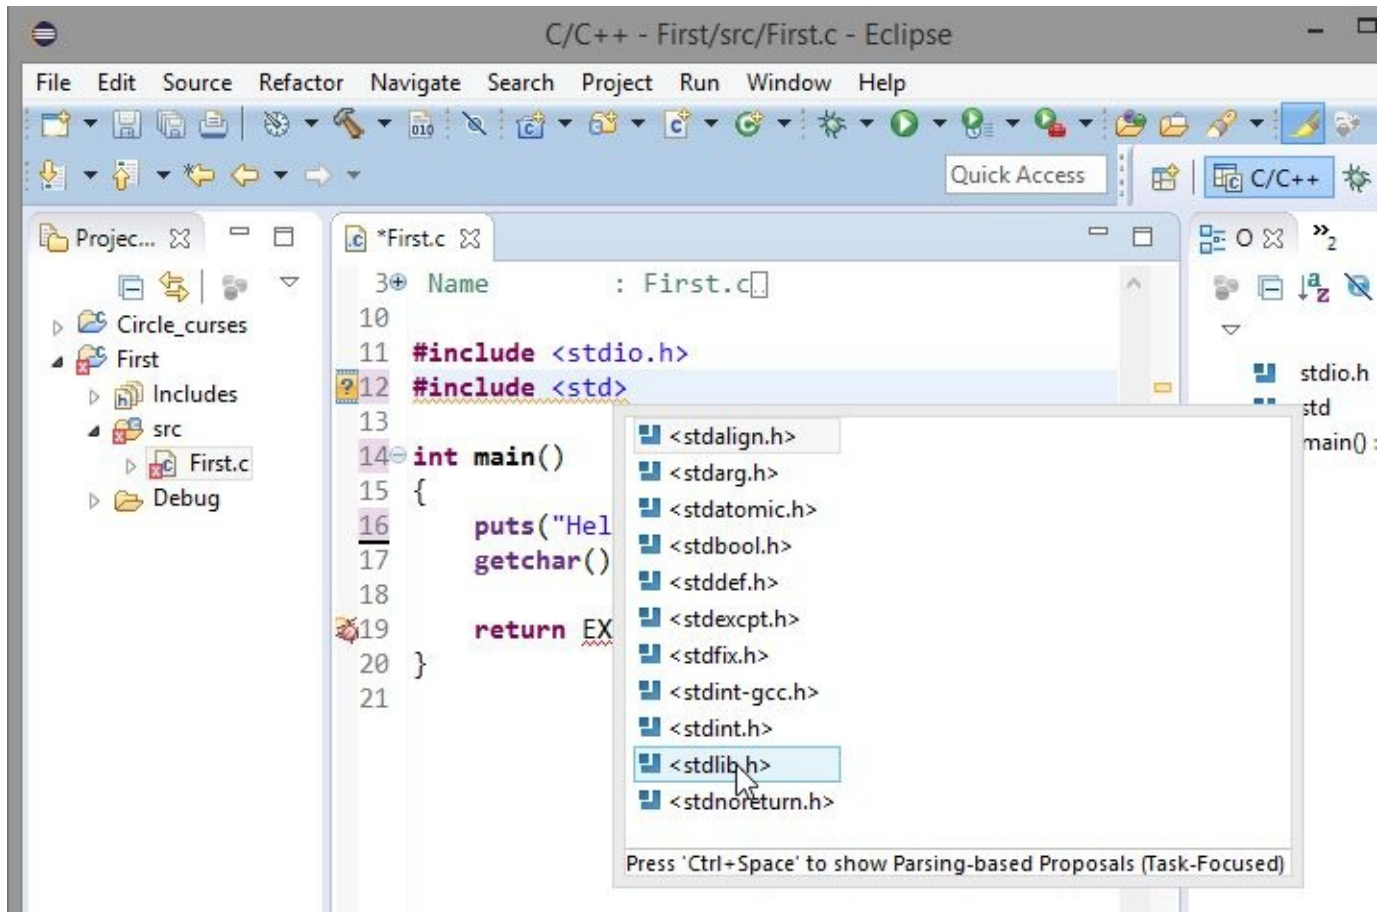 C/C++ - First/src/First.c - Eclipse
File Edit Source Refactor Navigate Search Project Run Window Help
010
Quick Access
C/C++
Projec...
*First.c
O
»2
Circle_curses
First
Includes
src
First.c
Debug
3 Name : First.c
10
11 #include <stdio.h>
12 #include <std>
13
14 int main()
15 {
16 puts("Hel
17 getchar()
18
19 return EX
20 }
21
<stdalign.h>
<stdarg.h>
<stdatomic.h>
<stdbool.h>
<stddef.h>
<stdexcpt.h>
<stdfix.h>
<stdint-gcc.h>
<stdint.h>
<stdlib.h>
<stdnoreturn.h>
Press 'Ctrl+Space' to show Parsing-based Proposals (Task-Focused)
stdio.h
std
main() :